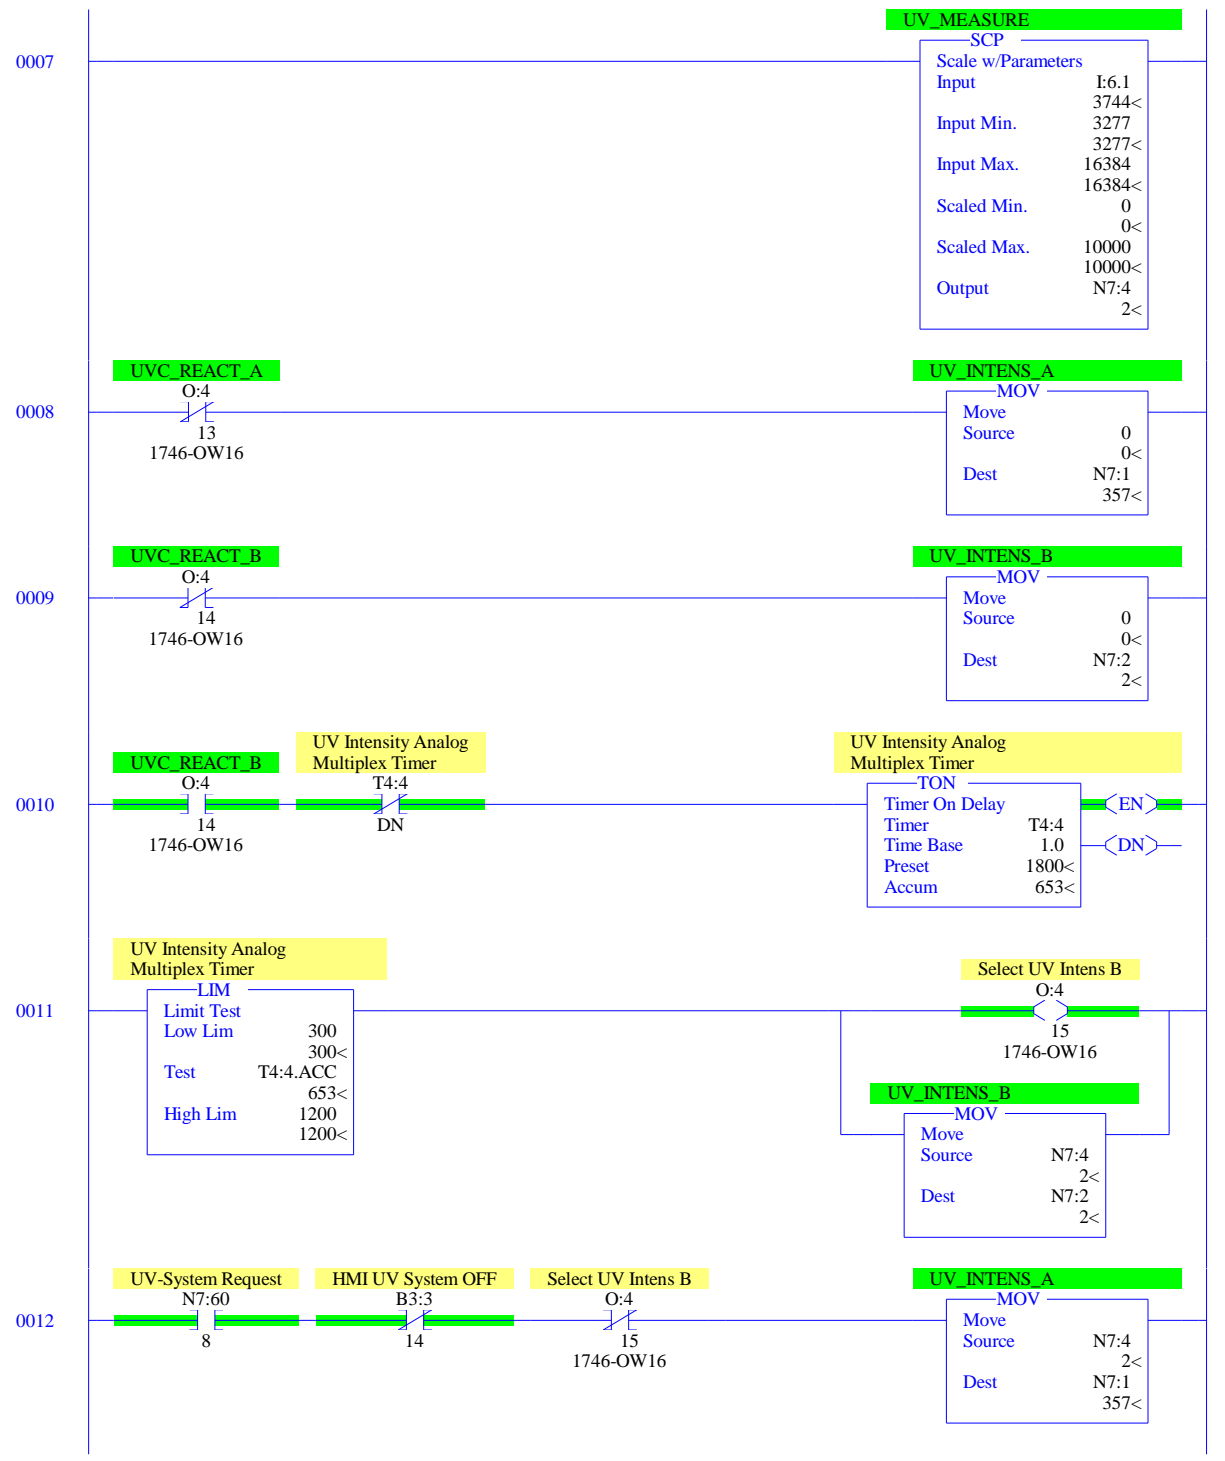 UV_MEASURE
SCP
0007
Scale w/Parameters
Input I:6.1
3744<
Input Min. 3277
3277<
Input Max. 16384
16384<
Scaled Min. 0
0<
Scaled Max. 10000
10000<
Output N7:4
2<
UVC_REACT_A UV_INTENS_A
O:4 MOV
0008 Move
13 Source 0
1746-OW16 0<
Dest N7:1
357<
UVC_REACT_B UV_INTENS_B
O:4 MOV
0009 Move
14 Source 0
1746-OW16 0<
Dest N7:2
2<
UV Intensity Analog UV Intensity Analog
UVC_REACT_B Multiplex Timer Multiplex Timer
O:4 T4:4 TON
0010 Timer On Delay EN
14 DN Timer T4:4
1746-OW16 Time Base 1.0 DN
Preset 1800<
Accum 653<
UV Intensity Analog
Multiplex Timer Select UV Intens B
LIM O:4
0011 Limit Test
Low Lim 300 15
300< 1746-OW16
Test T4:4.ACC
653< UV_INTENS_B
High Lim 1200 MOV
1200< Move
Source N7:4
2<
Dest N7:2
2<
UV-System Request HMI UV System OFF Select UV Intens B UV_INTENS_A
N7:60 B3:3 O:4 MOV
0012 Move
8 14 15 Source N7:4
1746-OW16 2<
Dest N7:1
357<